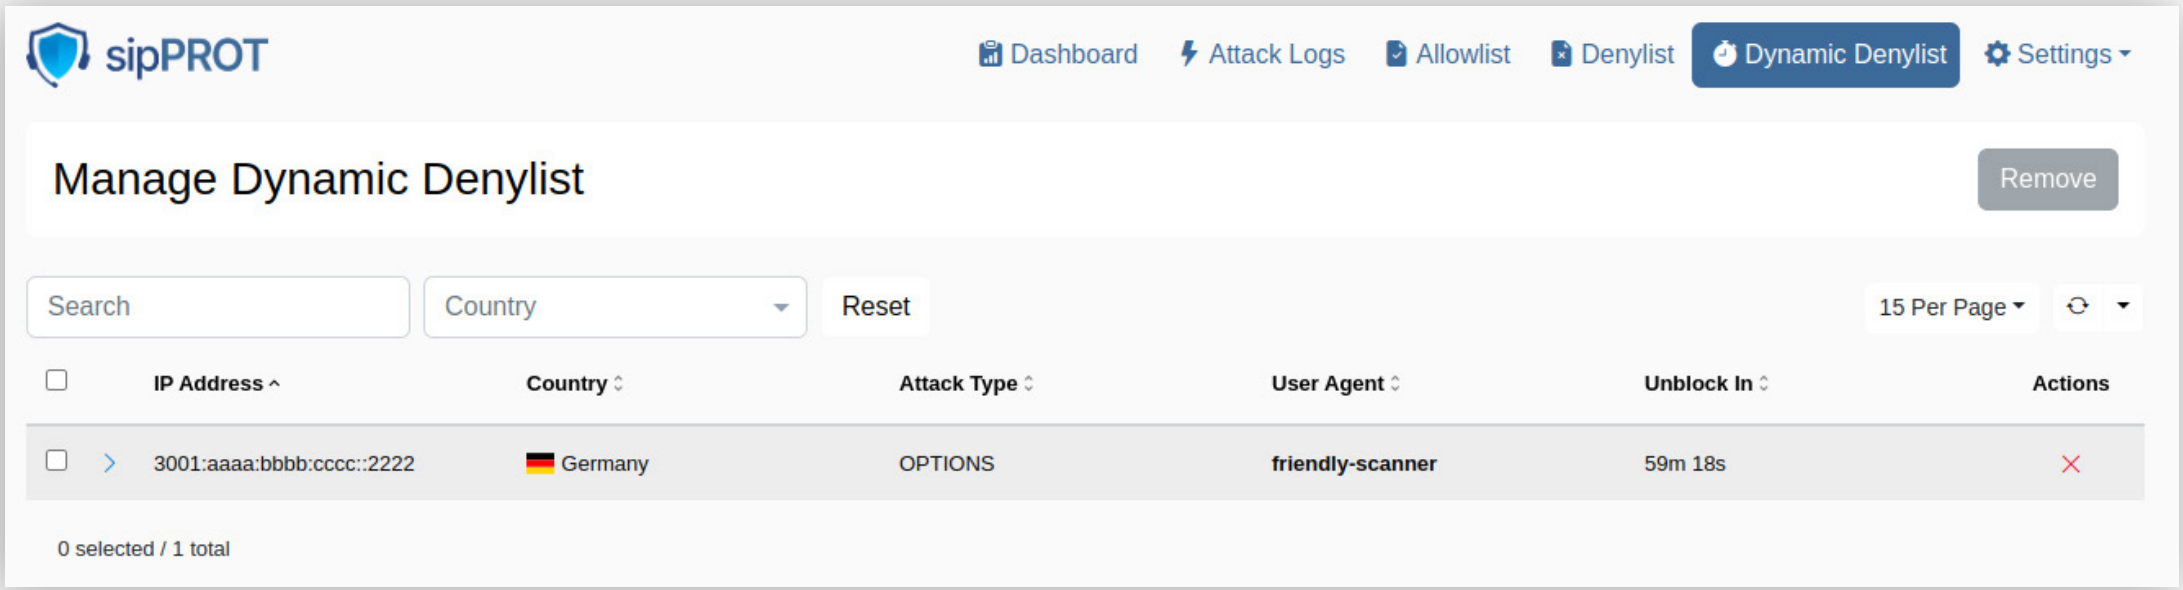 sipPROT
Dashboard Attack Logs Allowlist Denylist Dynamic Denylist Settings
Manage Dynamic Denylist
Remove
Search Country Reset 15 Per Page
IP Address Country Attack Type User Agent Unblock In Actions
3001:aaaa:bbbb:cccc::2222 Germany OPTIONS friendly-scanner 59m 18s
0 selected / 1 total